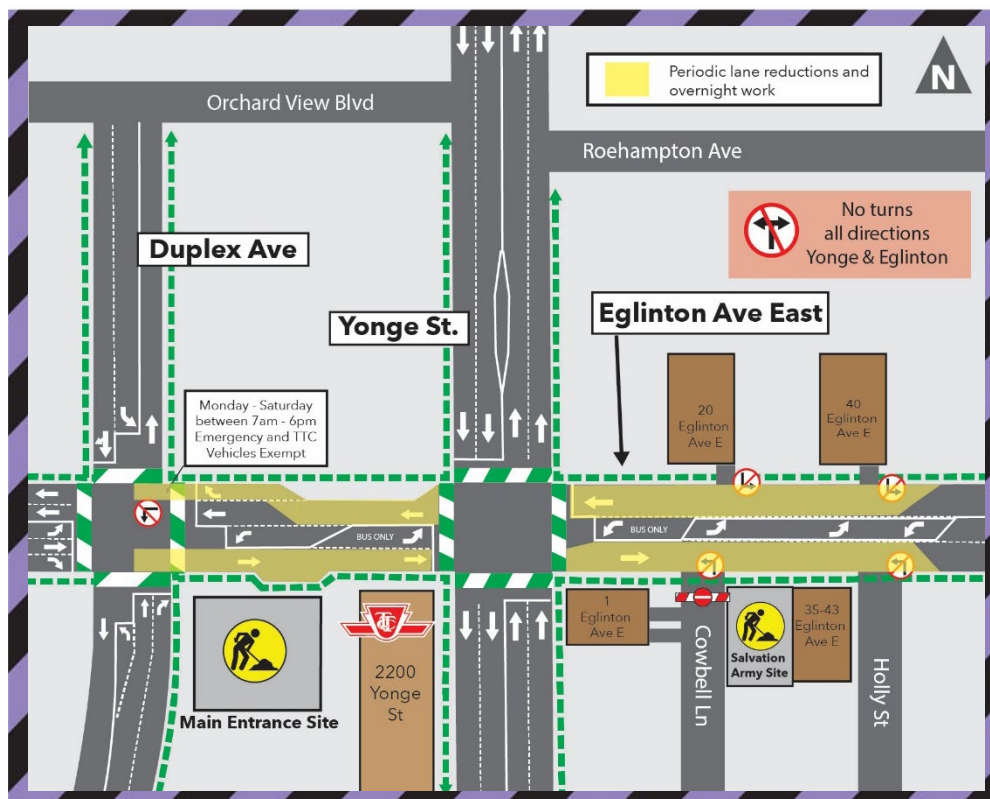 Periodic lane reductions and
overnight work
N
Orchard View Blvd
Roehampton Ave
No turns
all directions
Yonge & Eglinton
Duplex Ave
Yonge St.
Eglinton Ave East
Monday - Saturday
between 7am - 6pm
Emergency and TTC
Vehicles Exempt
20
Eglinton
Ave E
40
Eglinton
Ave E
BUS ONLY
BUS ONLY
TTC
2200
Yonge
St
Main Entrance Site
1
Eglinton
Ave E
Cowbell Ln
Salvation
Army Site
35-43
Eglinton
Ave E
Holly St